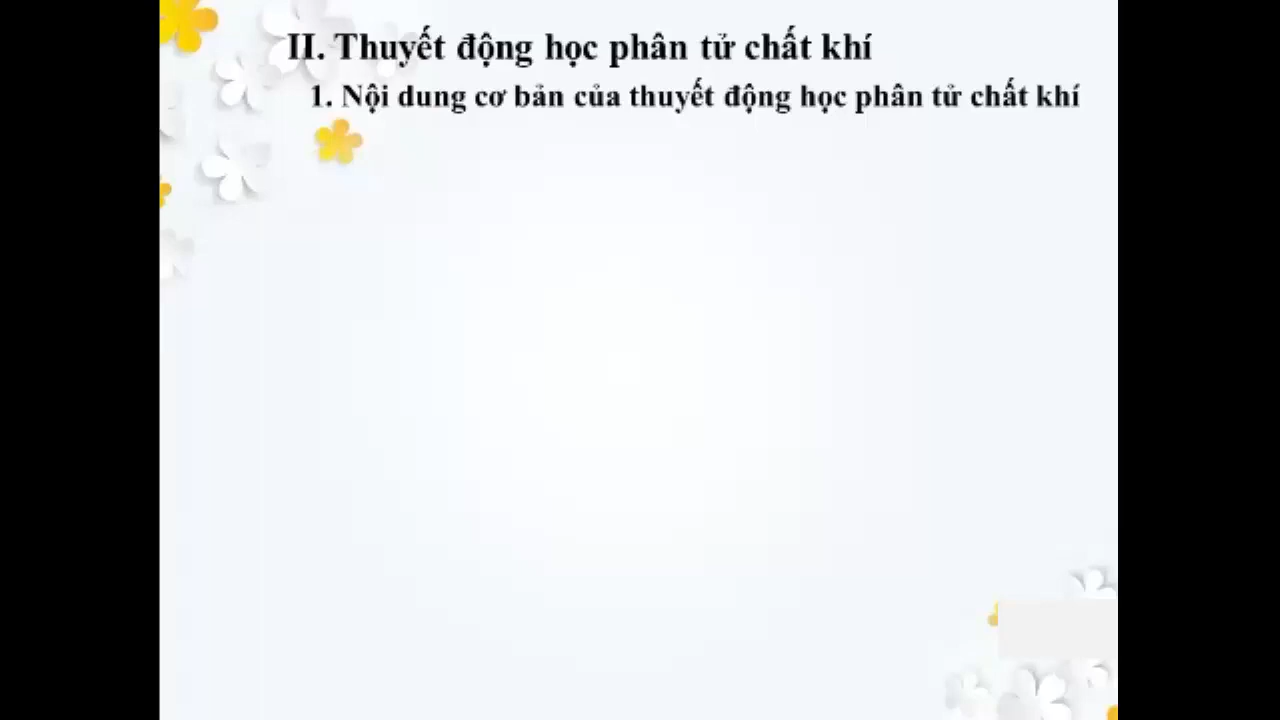 II. Thuyết động học phân tử chất khí
1. Nội dung cơ bản của thuyết động học phân tử chất khí